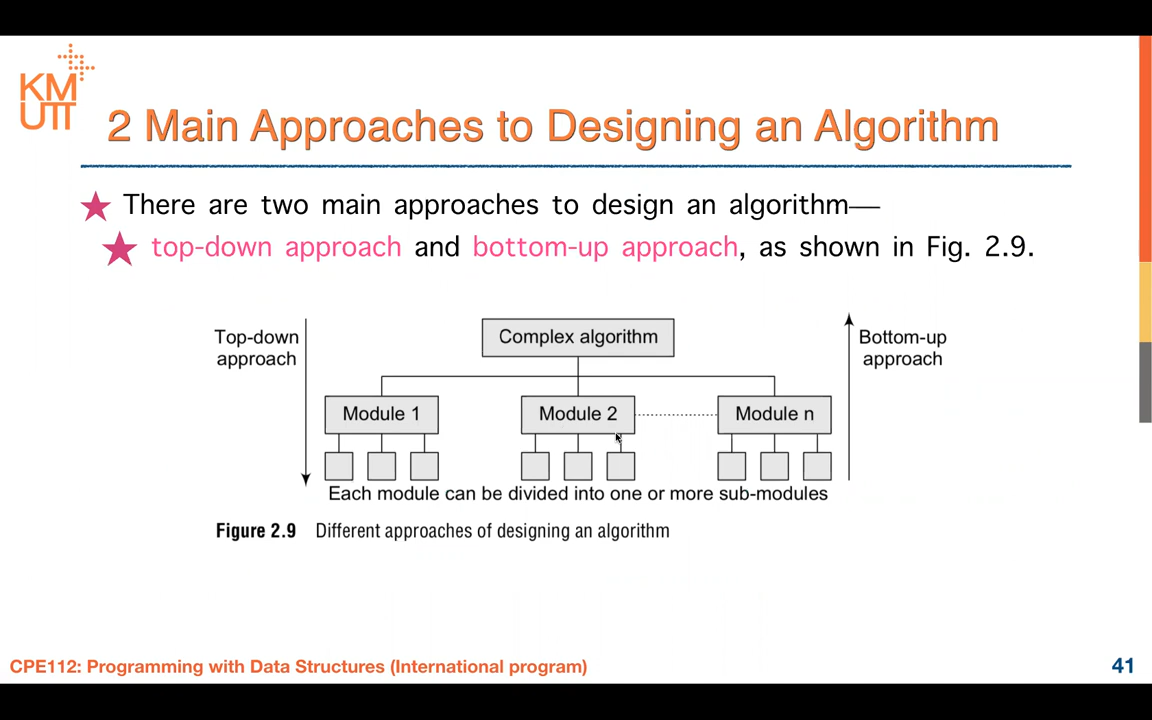 KM
UTT
2 Main Approaches to Designing an Algorithm
There are two main approaches to design an algorithm—
top-down approach and bottom-up approach, as shown in Fig. 2.9.
Top-down
approach
Complex algorithm
Bottom-up
approach
Module 1
Module 2
Module n
Each module can be divided into one or more sub-modules
Figure 2.9 Different approaches of designing an algorithm
CPE112: Programming with Data Structures (International program)
41